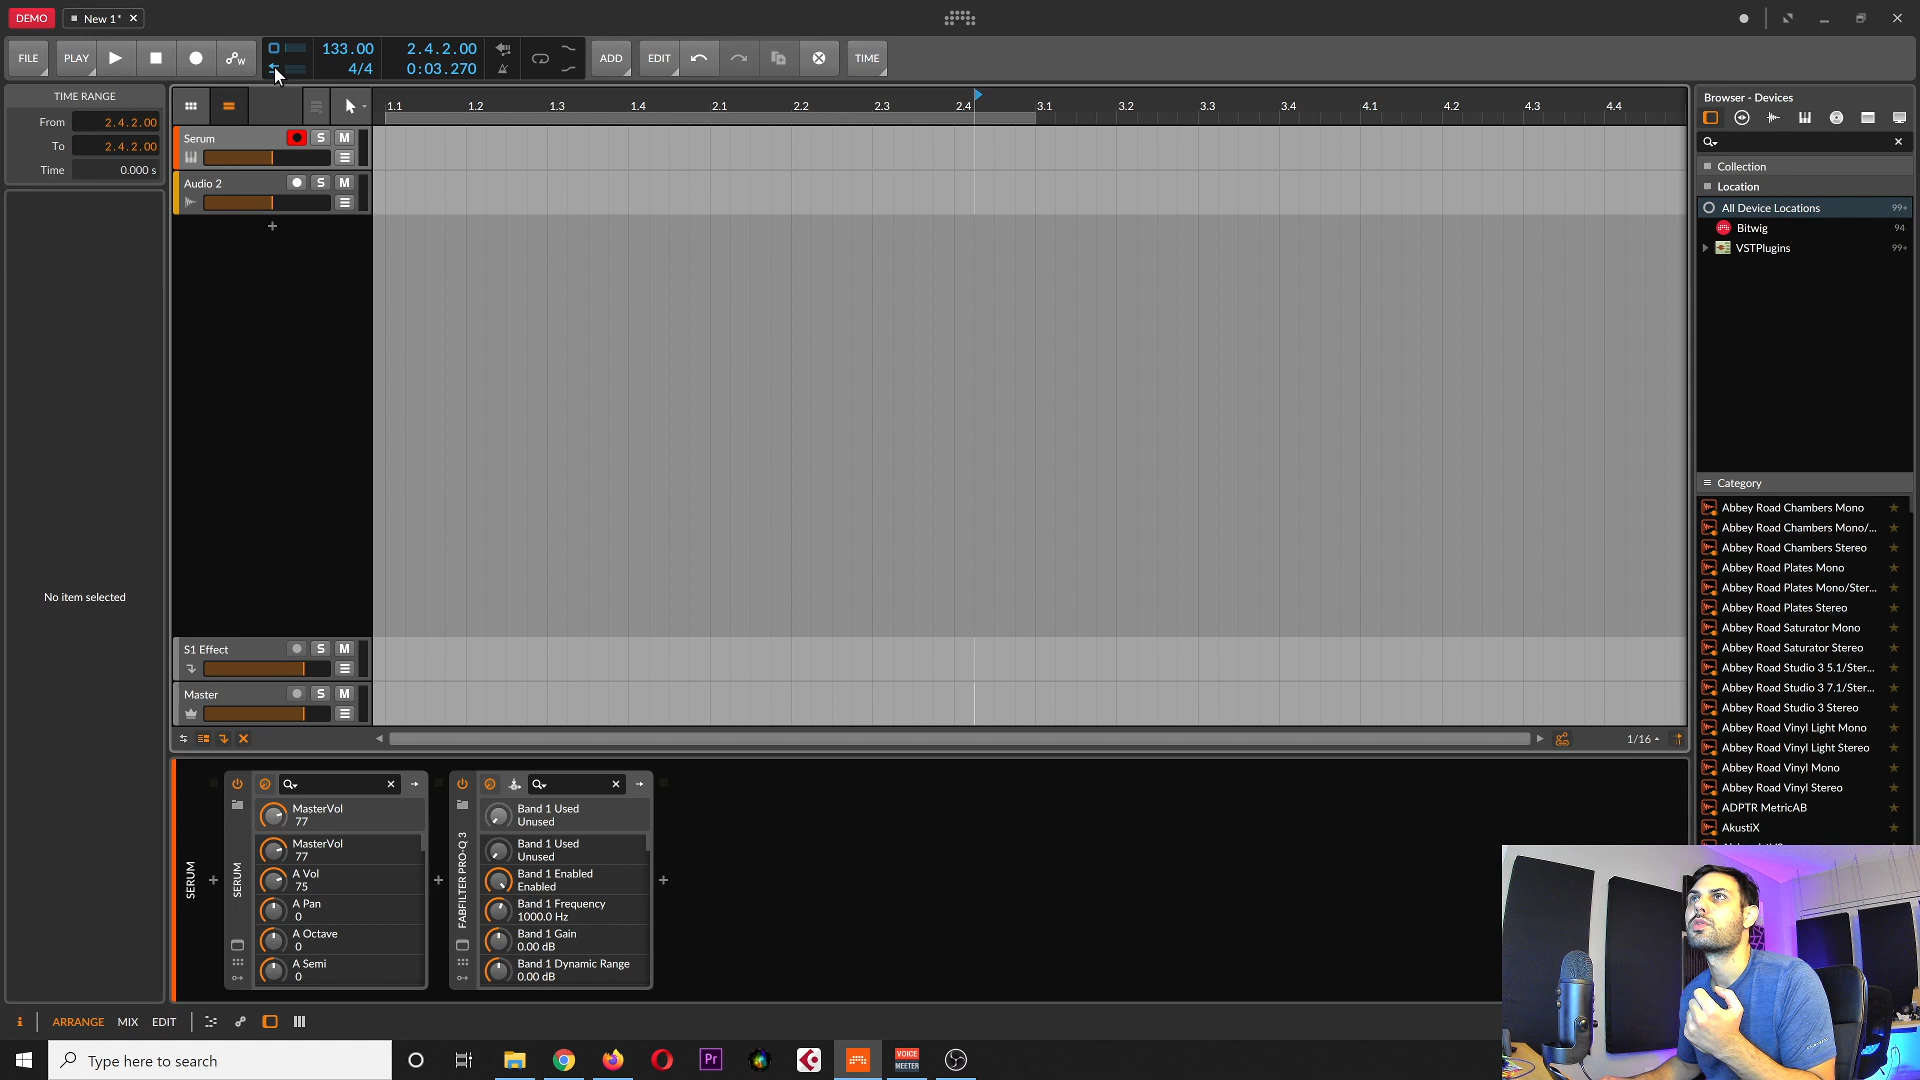 DEMO
New 1*
FILE
PLAY
133.00
4/4
2.4.2.00
0:03.270
ADD
EDIT
TIME
TIME RANGE
From 2.4.2.00
To 2.4.2.00
Time 0.000 s
No item selected
1.1 1.2 1.3 1.4 2.1 2.2 2.3 2.4 3.1 3.2 3.3 3.4 4.1 4.2 4.3 4.4
Serum S M
Audio 2 S M
S1 Effect S M
Master S M
1/16
Browser - Devices
Collection
Location
All Device Locations 99+
Bitwig 94
VSTPlugins 99+
Category
Abbey Road Chambers Mono
Abbey Road Chambers Mono/...
Abbey Road Chambers Stereo
Abbey Road Plates Mono
Abbey Road Plates Mono/Ster...
Abbey Road Plates Stereo
Abbey Road Saturator Mono
Abbey Road Saturator Stereo
Abbey Road Studio 3 5.1/Ster...
Abbey Road Studio 3 7.1/Ster...
Abbey Road Studio 3 Stereo
Abbey Road Vinyl Light Mono
Abbey Road Vinyl Light Stereo
Abbey Road Vinyl Mono
Abbey Road Vinyl Stereo
ADPTR MetricAB
AkustiX
SERUM
SERUM
MasterVol
77
MasterVol
77
A Vol
75
A Pan
0
A Octave
0
A Semi
0
FABFILTER PRO-Q 3
Band 1 Used
Unused
Band 1 Used
Unused
Band 1 Enabled
Enabled
Band 1 Frequency
1000.0 Hz
Band 1 Gain
0.00 dB
Band 1 Dynamic Range
0.00 dB
i
ARRANGE
MIX
EDIT
Type here to search
Pr
VOICE
MEETER